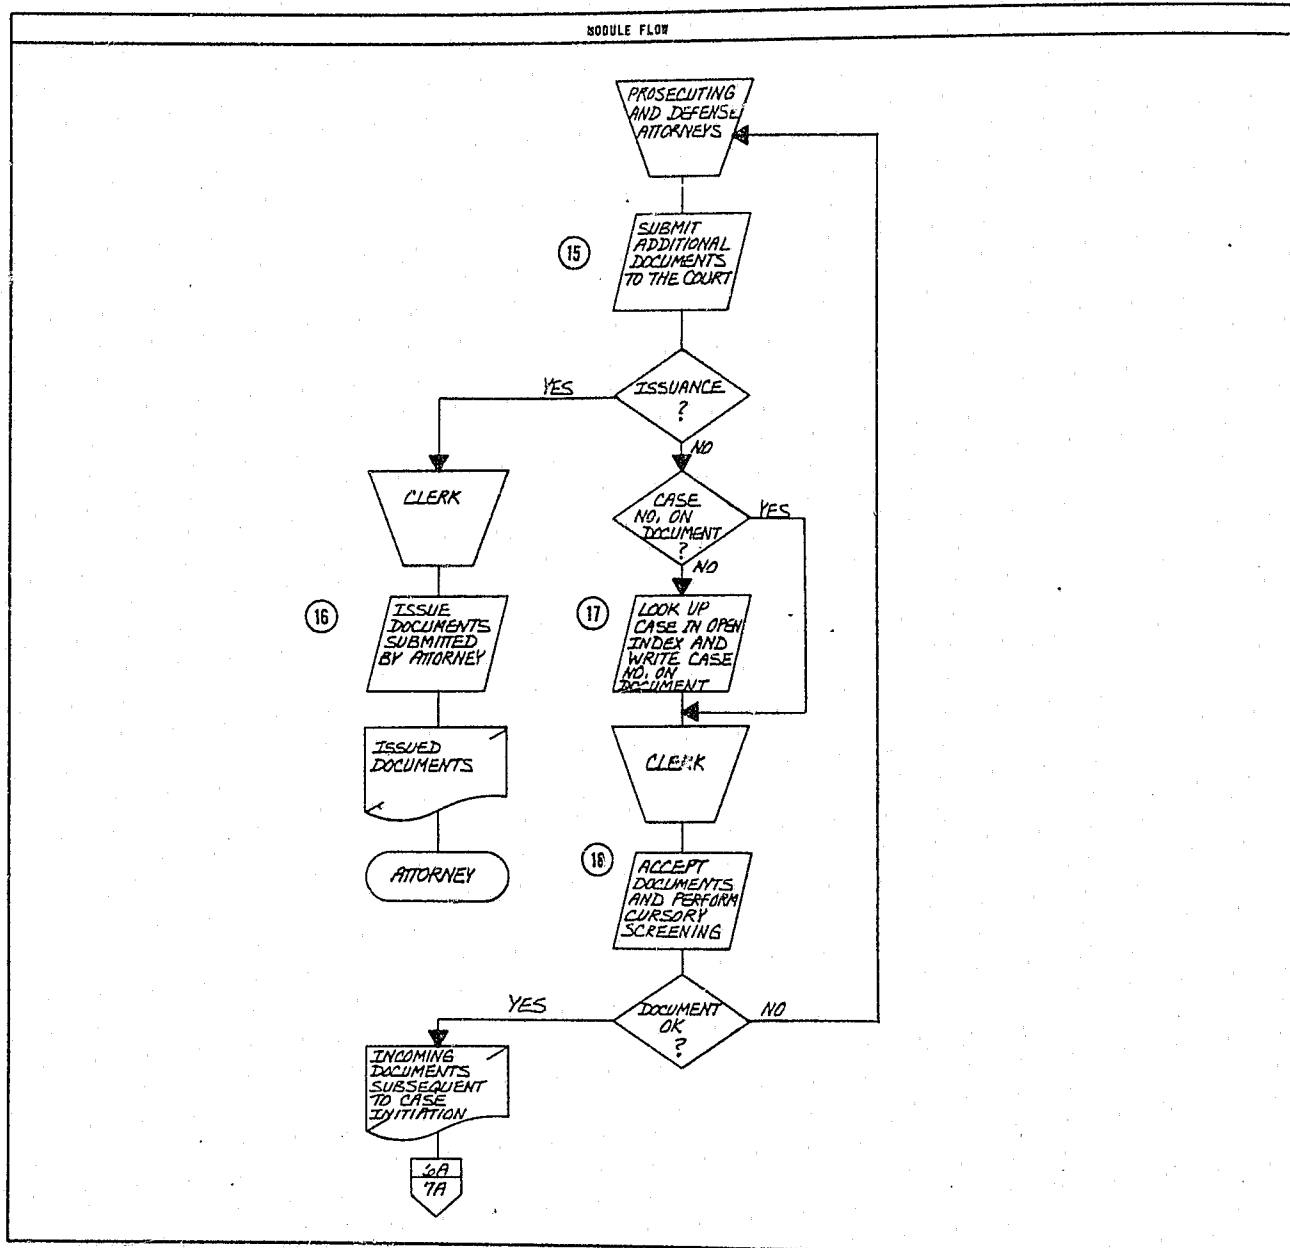 MODULE FLOW
PROSECUTING
AND DEFENSE
ATTORNEYS
15
SUBMIT
ADDITIONAL
DOCUMENTS
TO THE COURT
ISSUANCE
?
YES
NO
CLERK
CASE
NO. ON
DOCUMENT
?
YES
NO
16
ISSUE
DOCUMENTS
SUBMITTED
BY ATTORNEY
17
LOOK UP
CASE IN OPEN
INDEX AND
WRITE CASE
NO. ON
DOCUMENT
ISSUED
DOCUMENTS
CLERK
ATTORNEY
18
ACCEPT
DOCUMENTS
AND PERFORM
CURSORY
SCREENING
DOCUMENT
OK
?
YES
NO
INCOMING
DOCUMENTS
SUBSEQUENT
TO CASE
INITIATION
7A